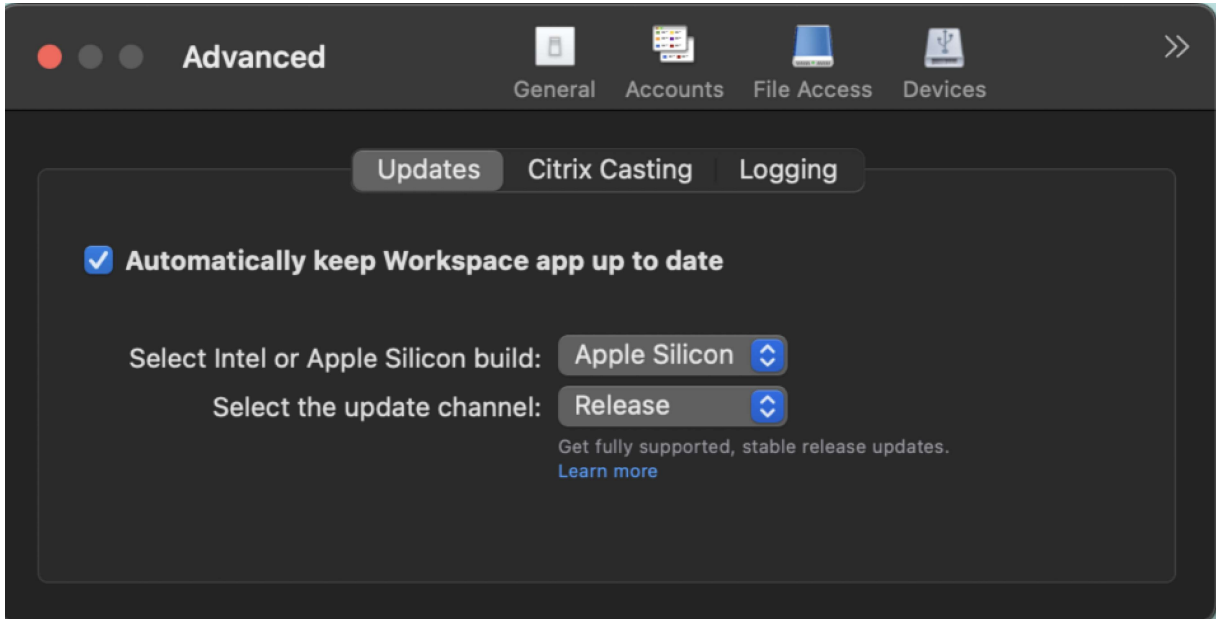 Advanced
General Accounts File Access Devices
Updates Citrix Casting Logging
Automatically keep Workspace app up to date
Select Intel or Apple Silicon build: Apple Silicon
Select the update channel: Release
Get fully supported, stable release updates.
Learn more